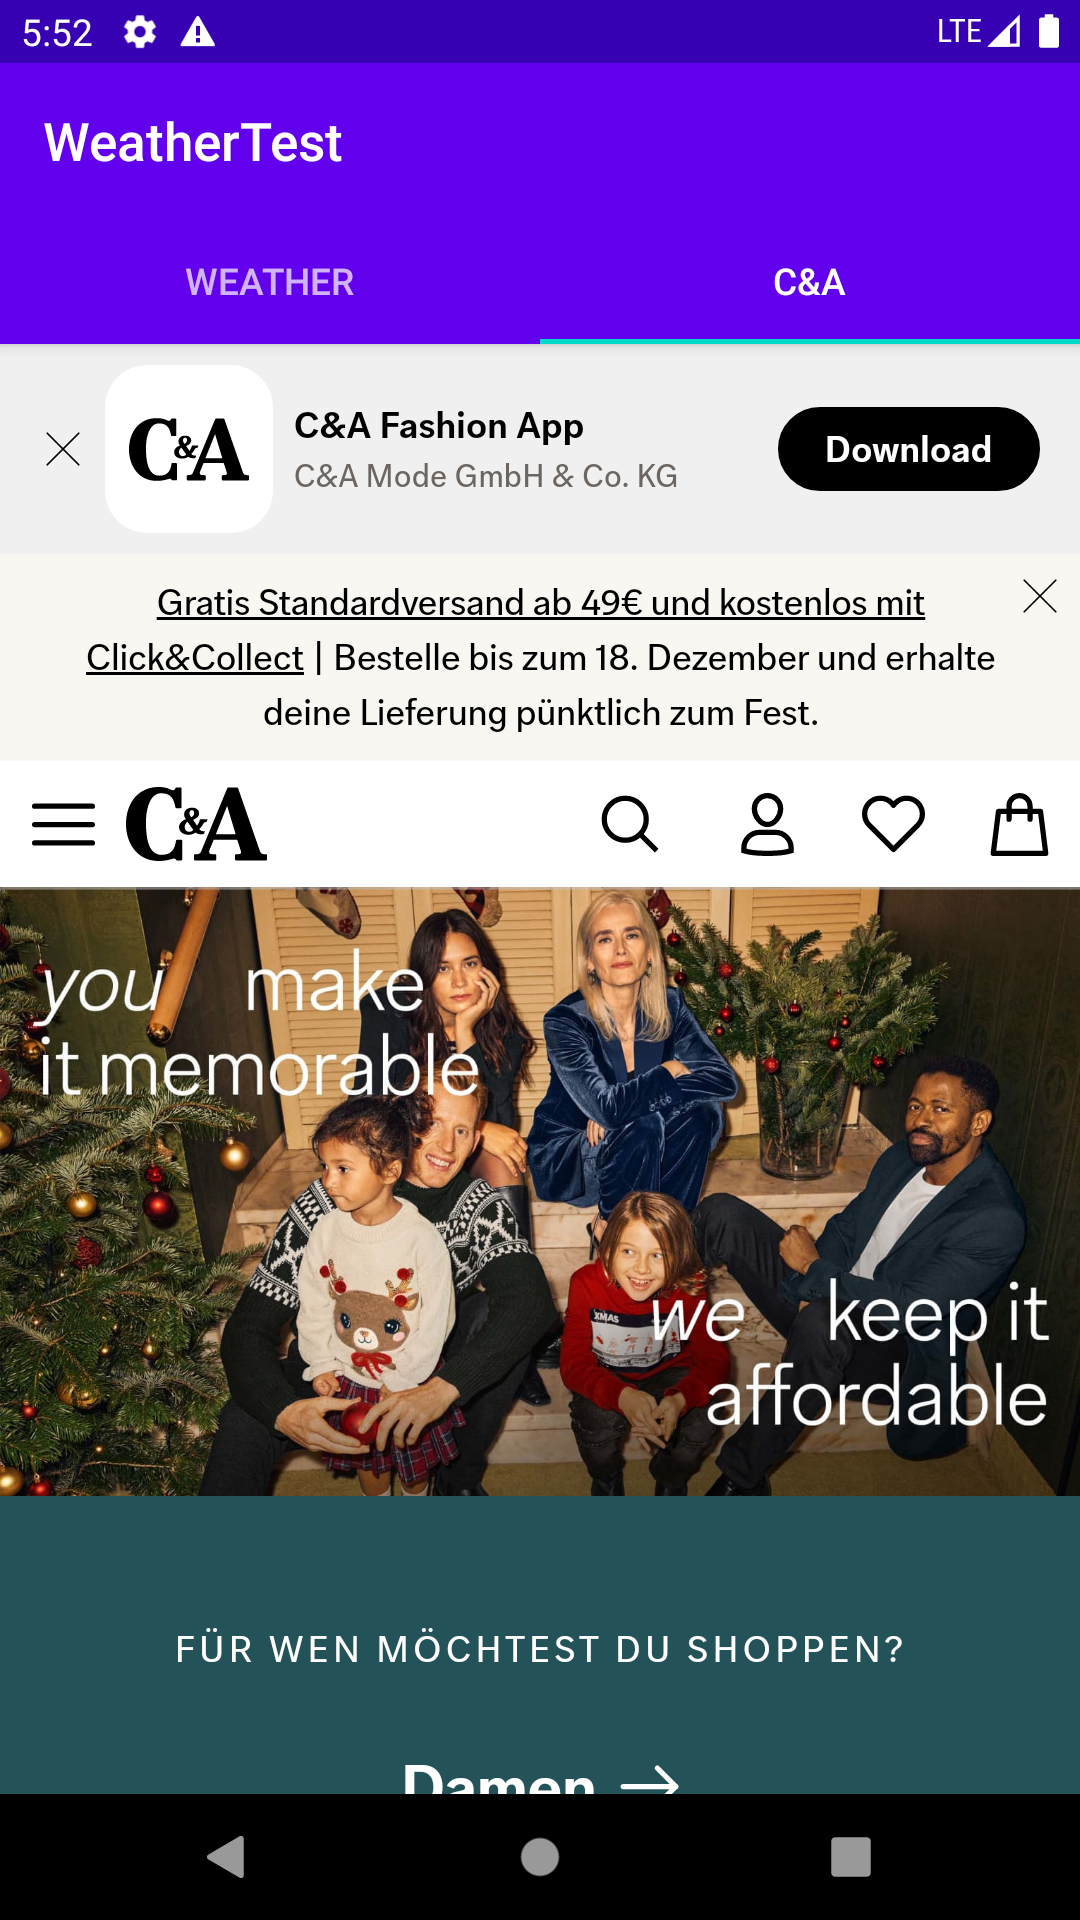 5:52
LTE
WeatherTest
WEATHER
C&A
C&A
C&A Fashion App
C&A Mode GmbH & Co. KG
Download
Gratis Standardversand ab 49€ und kostenlos mit
Click&Collect | Bestelle bis zum 18. Dezember und erhalte
deine Lieferung pünktlich zum Fest.
C&A
you make
it memorable
XMAS
we keep it
affordable
FÜR WEN MÖCHTEST DU SHOPPEN?
Damen